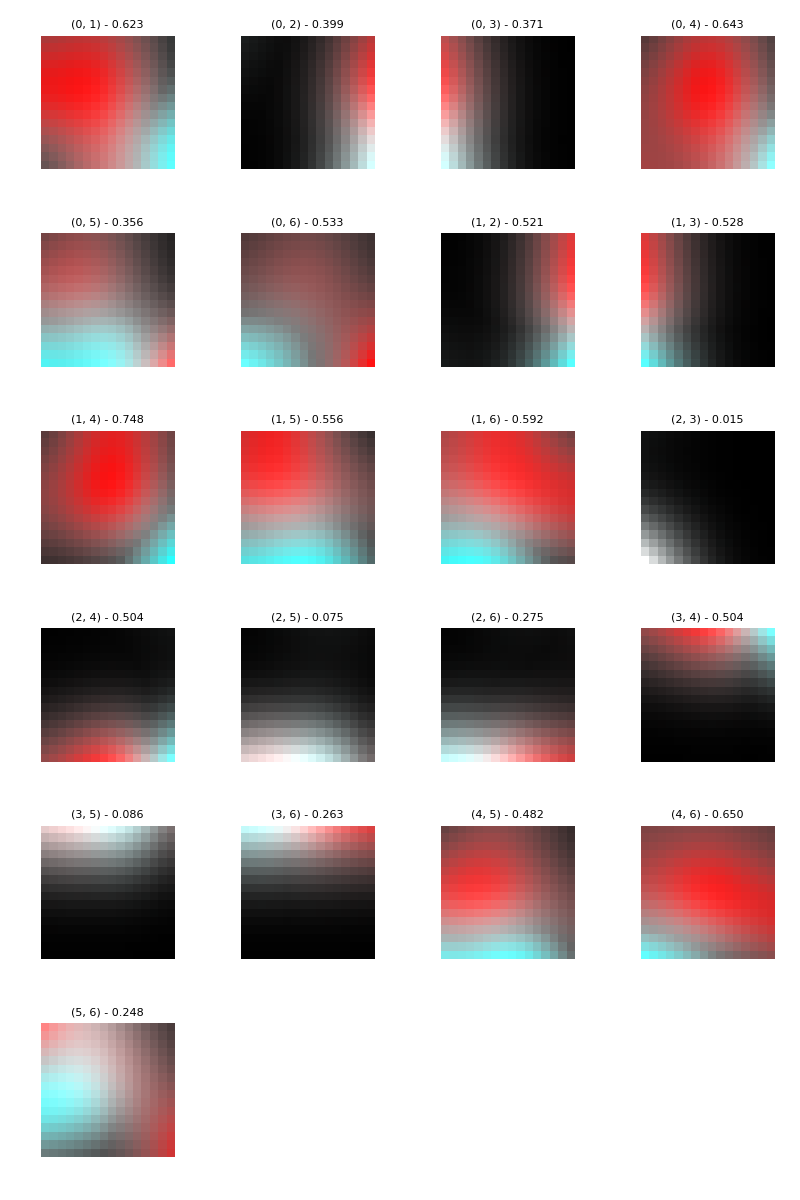 (0, 1) - 0.623
(0, 2) - 0.399
(0, 3) - 0.371
(0, 4) - 0.643
(0, 5) - 0.356
(0, 6) - 0.533
(1, 2) - 0.521
(1, 3) - 0.528
(1, 4) - 0.748
(1, 5) - 0.556
(1, 6) - 0.592
(2, 3) - 0.015
(2, 4) - 0.504
(2, 5) - 0.075
(2, 6) - 0.275
(3, 4) - 0.504
(3, 5) - 0.086
(3, 6) - 0.263
(4, 5) - 0.482
(4, 6) - 0.650
(5, 6) - 0.248